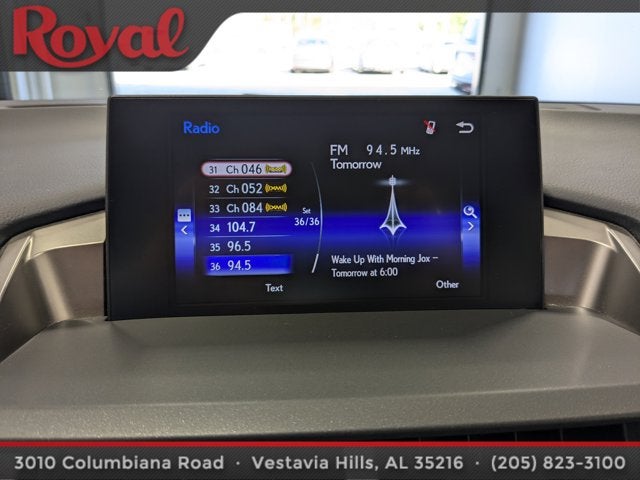 Royal
Radio
FM 94.5 MHz
Tomorrow
31 Ch 046
32 Ch 052
33 Ch 084
34 104.7
35 96.5
36 94.5
Set
36/36
Wake Up With Morning Jox –
Tomorrow at 6:00
Text
Other
3010 Columbiana Road · Vestavia Hills, AL 35216 · (205) 823-3100